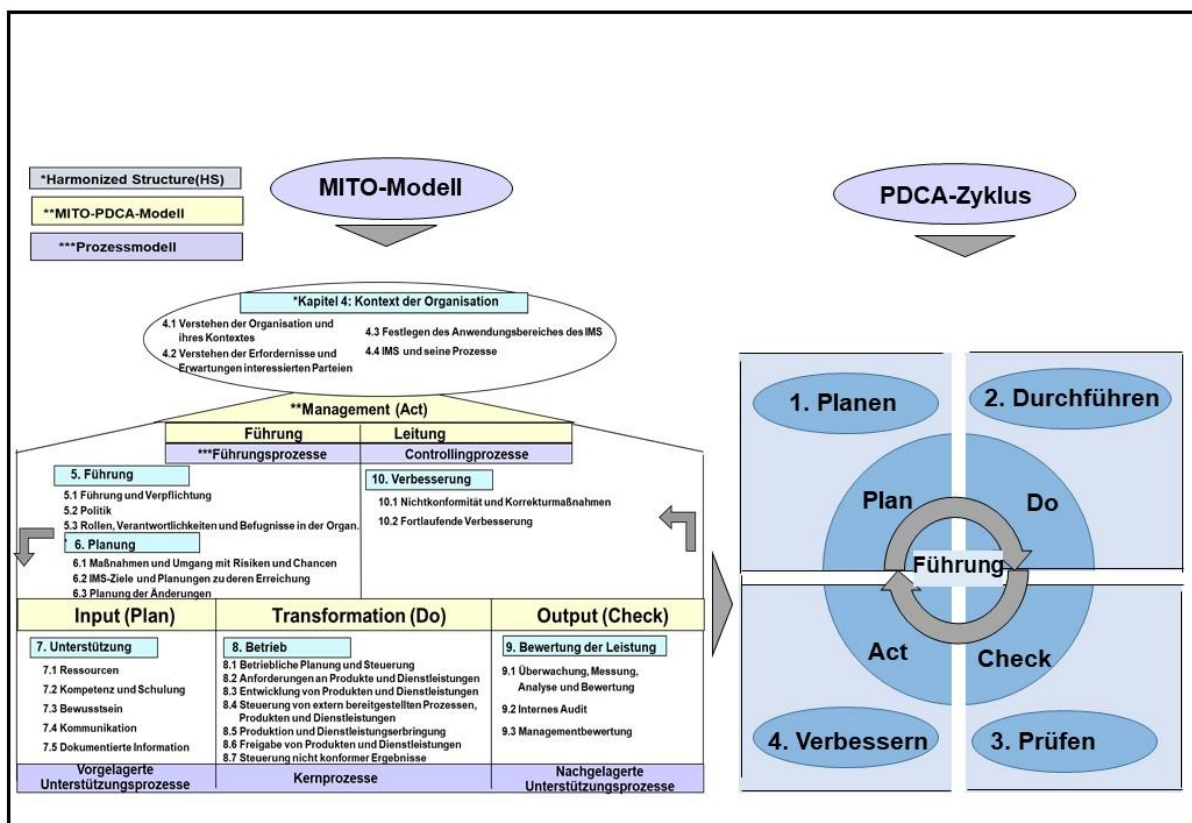 *Harmonized Structure(HS)
**MITO-PDCA-Modell
***Prozessmodell
MITO-Modell
PDCA-Zyklus
*Kapitel 4: Kontext der Organisation
4.1 Verstehen der Organisation und
ihres Kontextes
4.2 Verstehen der Erfordernisse und
Erwartungen interessierten Parteien
4.3 Festlegen des Anwendungsbereiches des IMS
4.4 IMS und seine Prozesse
**Management (Act)
Führung
Leitung
***Führungsprozesse
Controllingprozesse
5. Führung
5.1 Führung und Verpflichtung
5.2 Politik
5.3 Rollen, Verantwortlichkeiten und Befugnisse in der Organ.
* 6. Planung
6.1 Maßnahmen und Umgang mit Risiken und Chancen
6.2 IMS-Ziele und Planungen zu deren Erreichung
6.3 Planung der Änderungen
10. Verbesserung
10.1 Nichtkonformität und Korrekturmaßnahmen
10.2 Fortlaufende Verbesserung
Input (Plan)
Transformation (Do)
Output (Check)
7. Unterstützung
7.1 Ressourcen
7.2 Kompetenz und Schulung
7.3 Bewusstsein
7.4 Kommunikation
7.5 Dokumentierte Information
8. Betrieb
8.1 Betriebliche Planung und Steuerung
8.2 Anforderungen an Produkte und Dienstleistungen
8.3 Entwicklung von Produkten und Dienstleistungen
8.4 Steuerung von extern bereitgestellten Prozessen,
Produkten und Dienstleistungen
8.5 Produktion und Dienstleistungserbringung
8.6 Freigabe von Produkten und Dienstleistungen
8.7 Steuerung nicht konformer Ergebnisse
9. Bewertung der Leistung
9.1 Überwachung, Messung,
Analyse und Bewertung
9.2 Internes Audit
9.3 Managementbewertung
Vorgelagerte
Unterstützungsprozesse
Kernprozesse
Nachgelagerte
Unterstützungsprozesse
1. Planen
2. Durchführen
Plan
Do
Führung
Act
Check
4. Verbessern
3. Prüfen